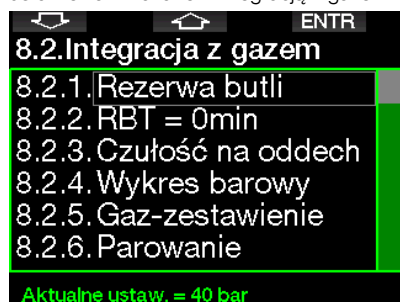 ENTR
8.2.Integracja z gazem
8.2.1.Rezerwa butli
8.2.2.RBT = 0min
8.2.3.Czułość na oddech
8.2.4.Wykres barowy
8.2.5.Gaz-zestawienie
8.2.6.Parowanie
Aktualne ustaw. = 40 bar